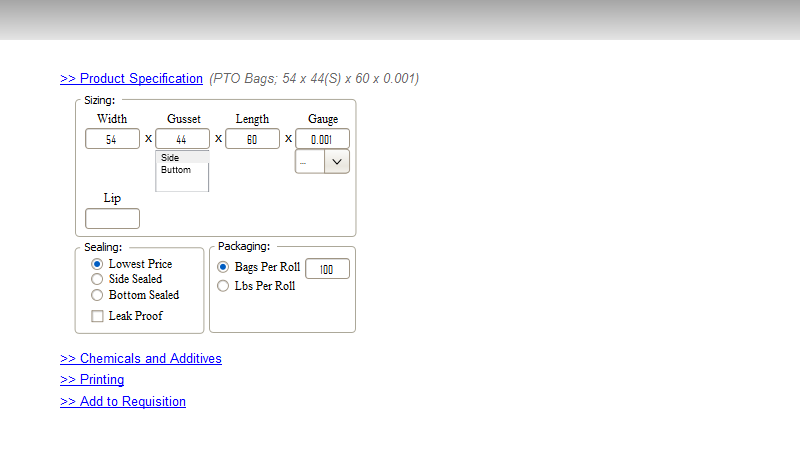 >> Product Specification (PTO Bags; 54 x 44(S) x 60 x 0.001)
Sizing:
Width Gusset Length Gauge
54 x 44 x 60 x 0.001
Side
Buttom
--
Lip
Sealing:
Lowest Price
Side Sealed
Bottom Sealed
Leak Proof
Packaging:
Bags Per Roll 100
Lbs Per Roll
>> Chemicals and Additives
>> Printing
>> Add to Requisition